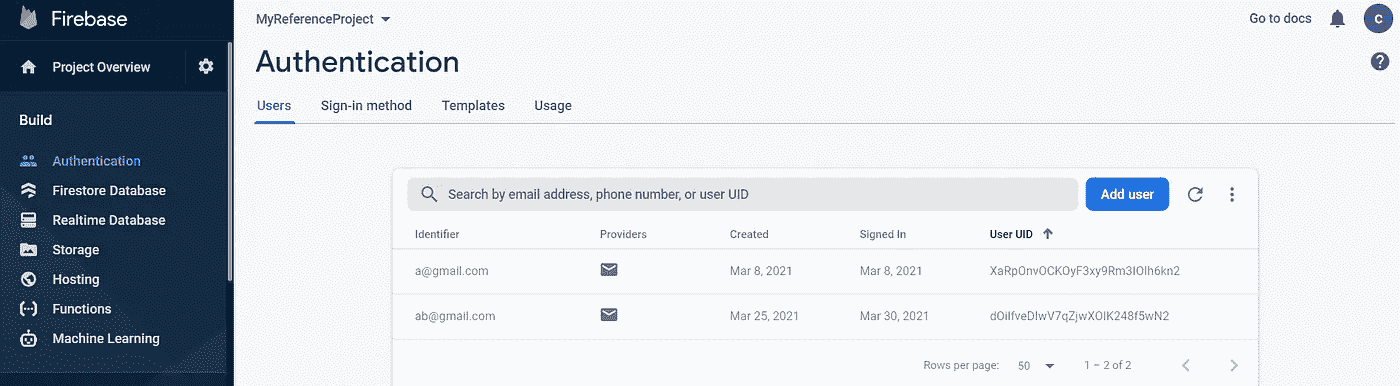 Firebase
Project Overview
Build
Authentication
Firestore Database
Realtime Database
Storage
Hosting
Functions
Machine Learning
MyReferenceProject
Go to docs
C
Authentication
Users Sign-in method Templates Usage
Search by email address, phone number, or user UID
Add user
Identifier Providers Created Signed In User UID
a@gmail.com Mar 8, 2021 Mar 8, 2021
ab@gmail.com Mar 25, 2021 Mar 30, 2021
Rows per page: 50 1 – 2 of 2